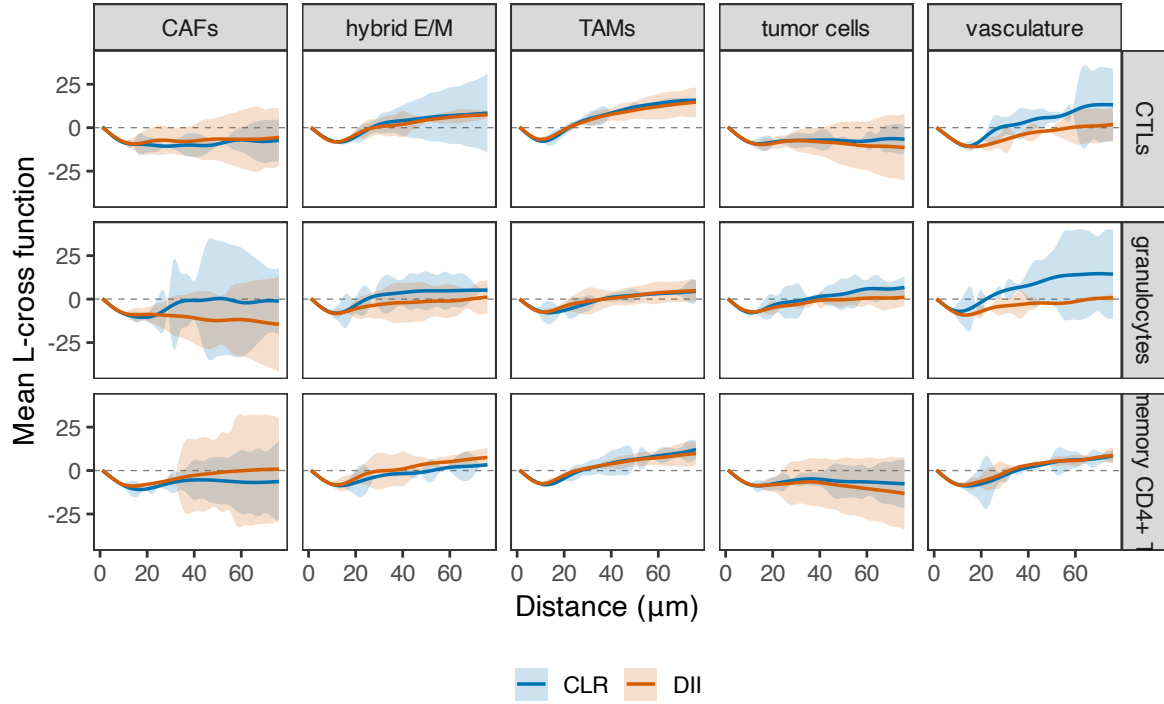 CAFs hybrid E/M TAMs tumor cells vasculature
Mean L-cross function
25
0
-25
CTLs
25
0
-25
granulocytes
25
0
-25
memory CD4+
0 20 40 60 0 20 40 60 0 20 40 60 0 20 40 60 0 20 40 60
Distance (μm)
CLR DII